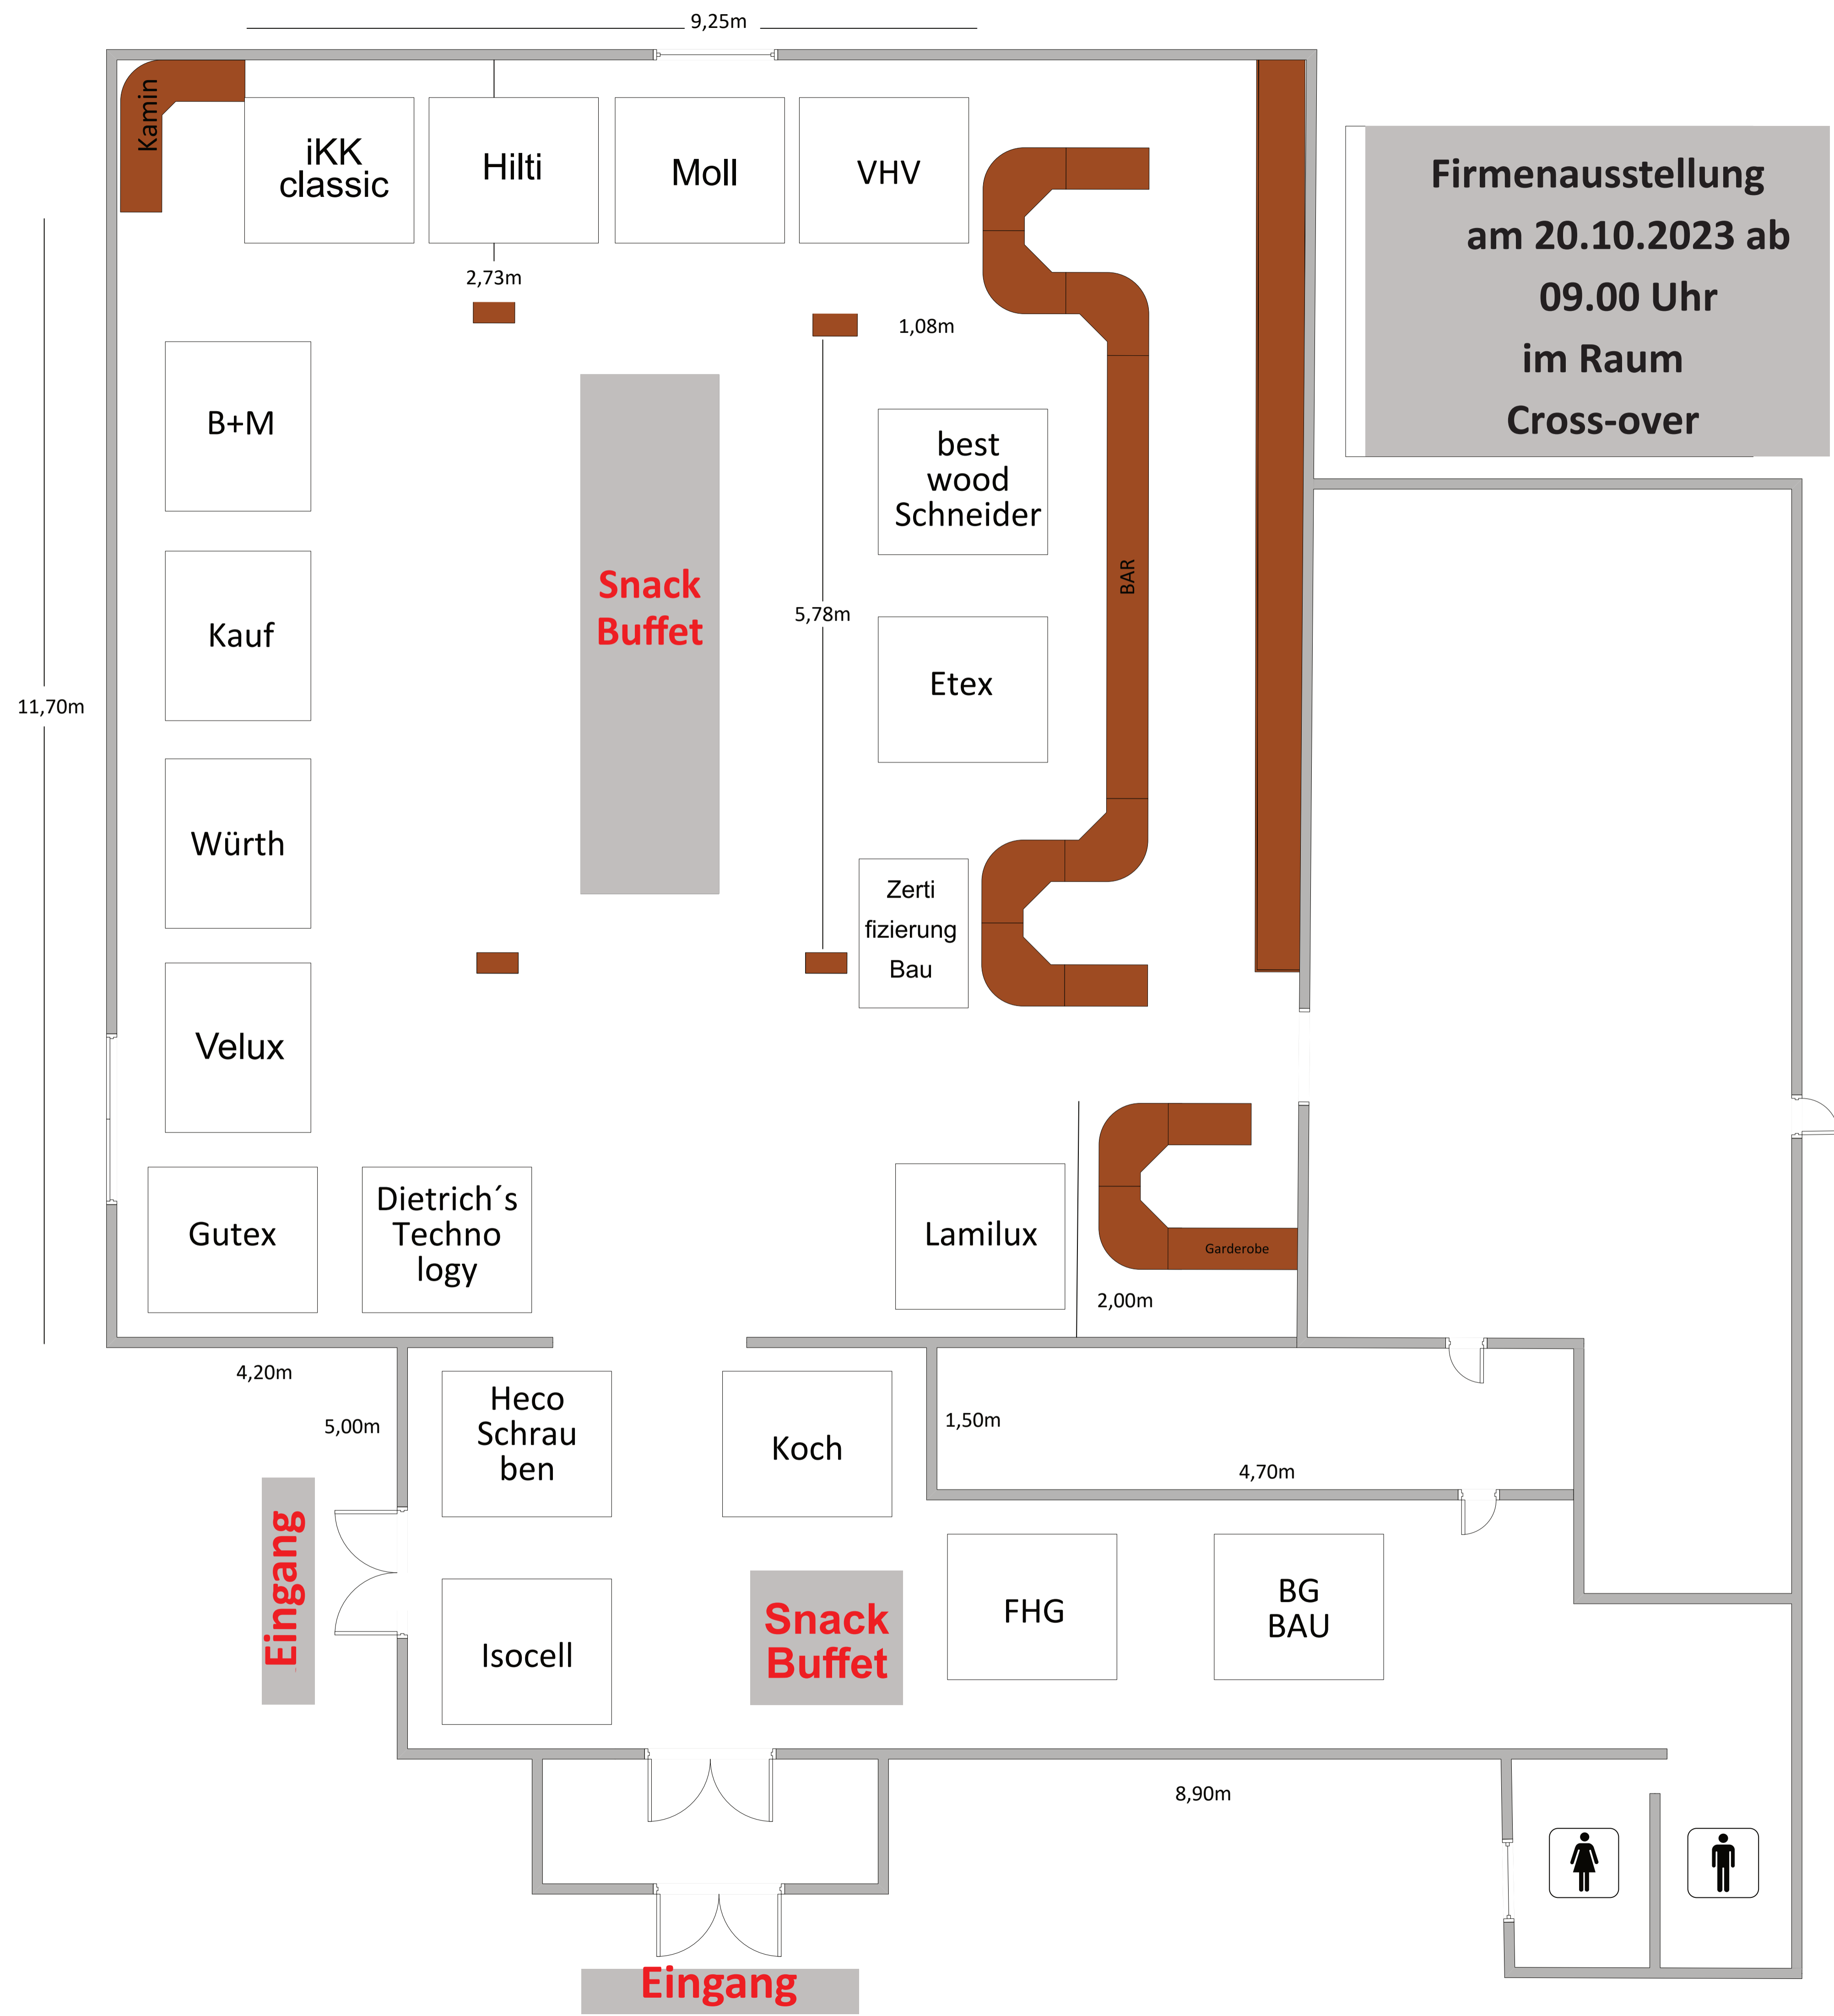 9,25m
Kamin
iKK
classic
Hilti
Moll
VHV
Firmenausstellung
am 20.10.2023 ab
09.00 Uhr
im Raum
Cross-over
2,73m
1,08m
B+M
best
wood
Schneider
Snack
Buffet
BAR
5,78m
Kauf
Etex
11,70m
Würth
Zerti
fizierung
Bau
Velux
Gutex
Dietrich´s
Techno
logy
Lamilux
Garderobe
2,00m
4,20m
5,00m
Heco
Schrau
ben
Koch
1,50m
4,70m
Eingang
Isocell
Snack
Buffet
FHG
BG
BAU
8,90m
Eingang